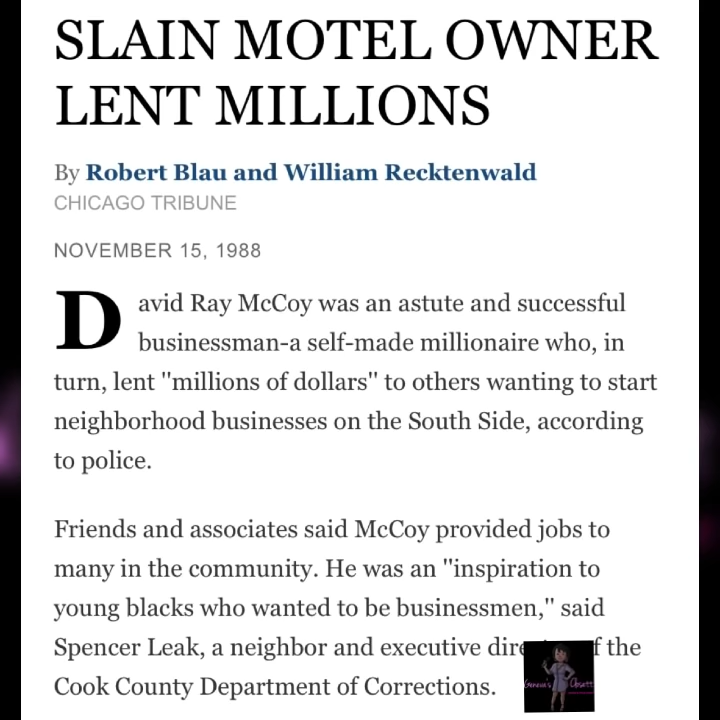 SLAIN MOTEL OWNER
LENT MILLIONS
By Robert Blau and William Recktenwald
CHICAGO TRIBUNE
NOVEMBER 15, 1988
David Ray McCoy was an astute and successful
businessman-a self-made millionaire who, in
turn, lent "millions of dollars" to others wanting to start
neighborhood businesses on the South Side, according
to police.
Friends and associates said McCoy provided jobs to
many in the community. He was an "inspiration to
young blacks who wanted to be businessmen," said
Spencer Leak, a neighbor and executive dire f the
Cook County Department of Corrections.